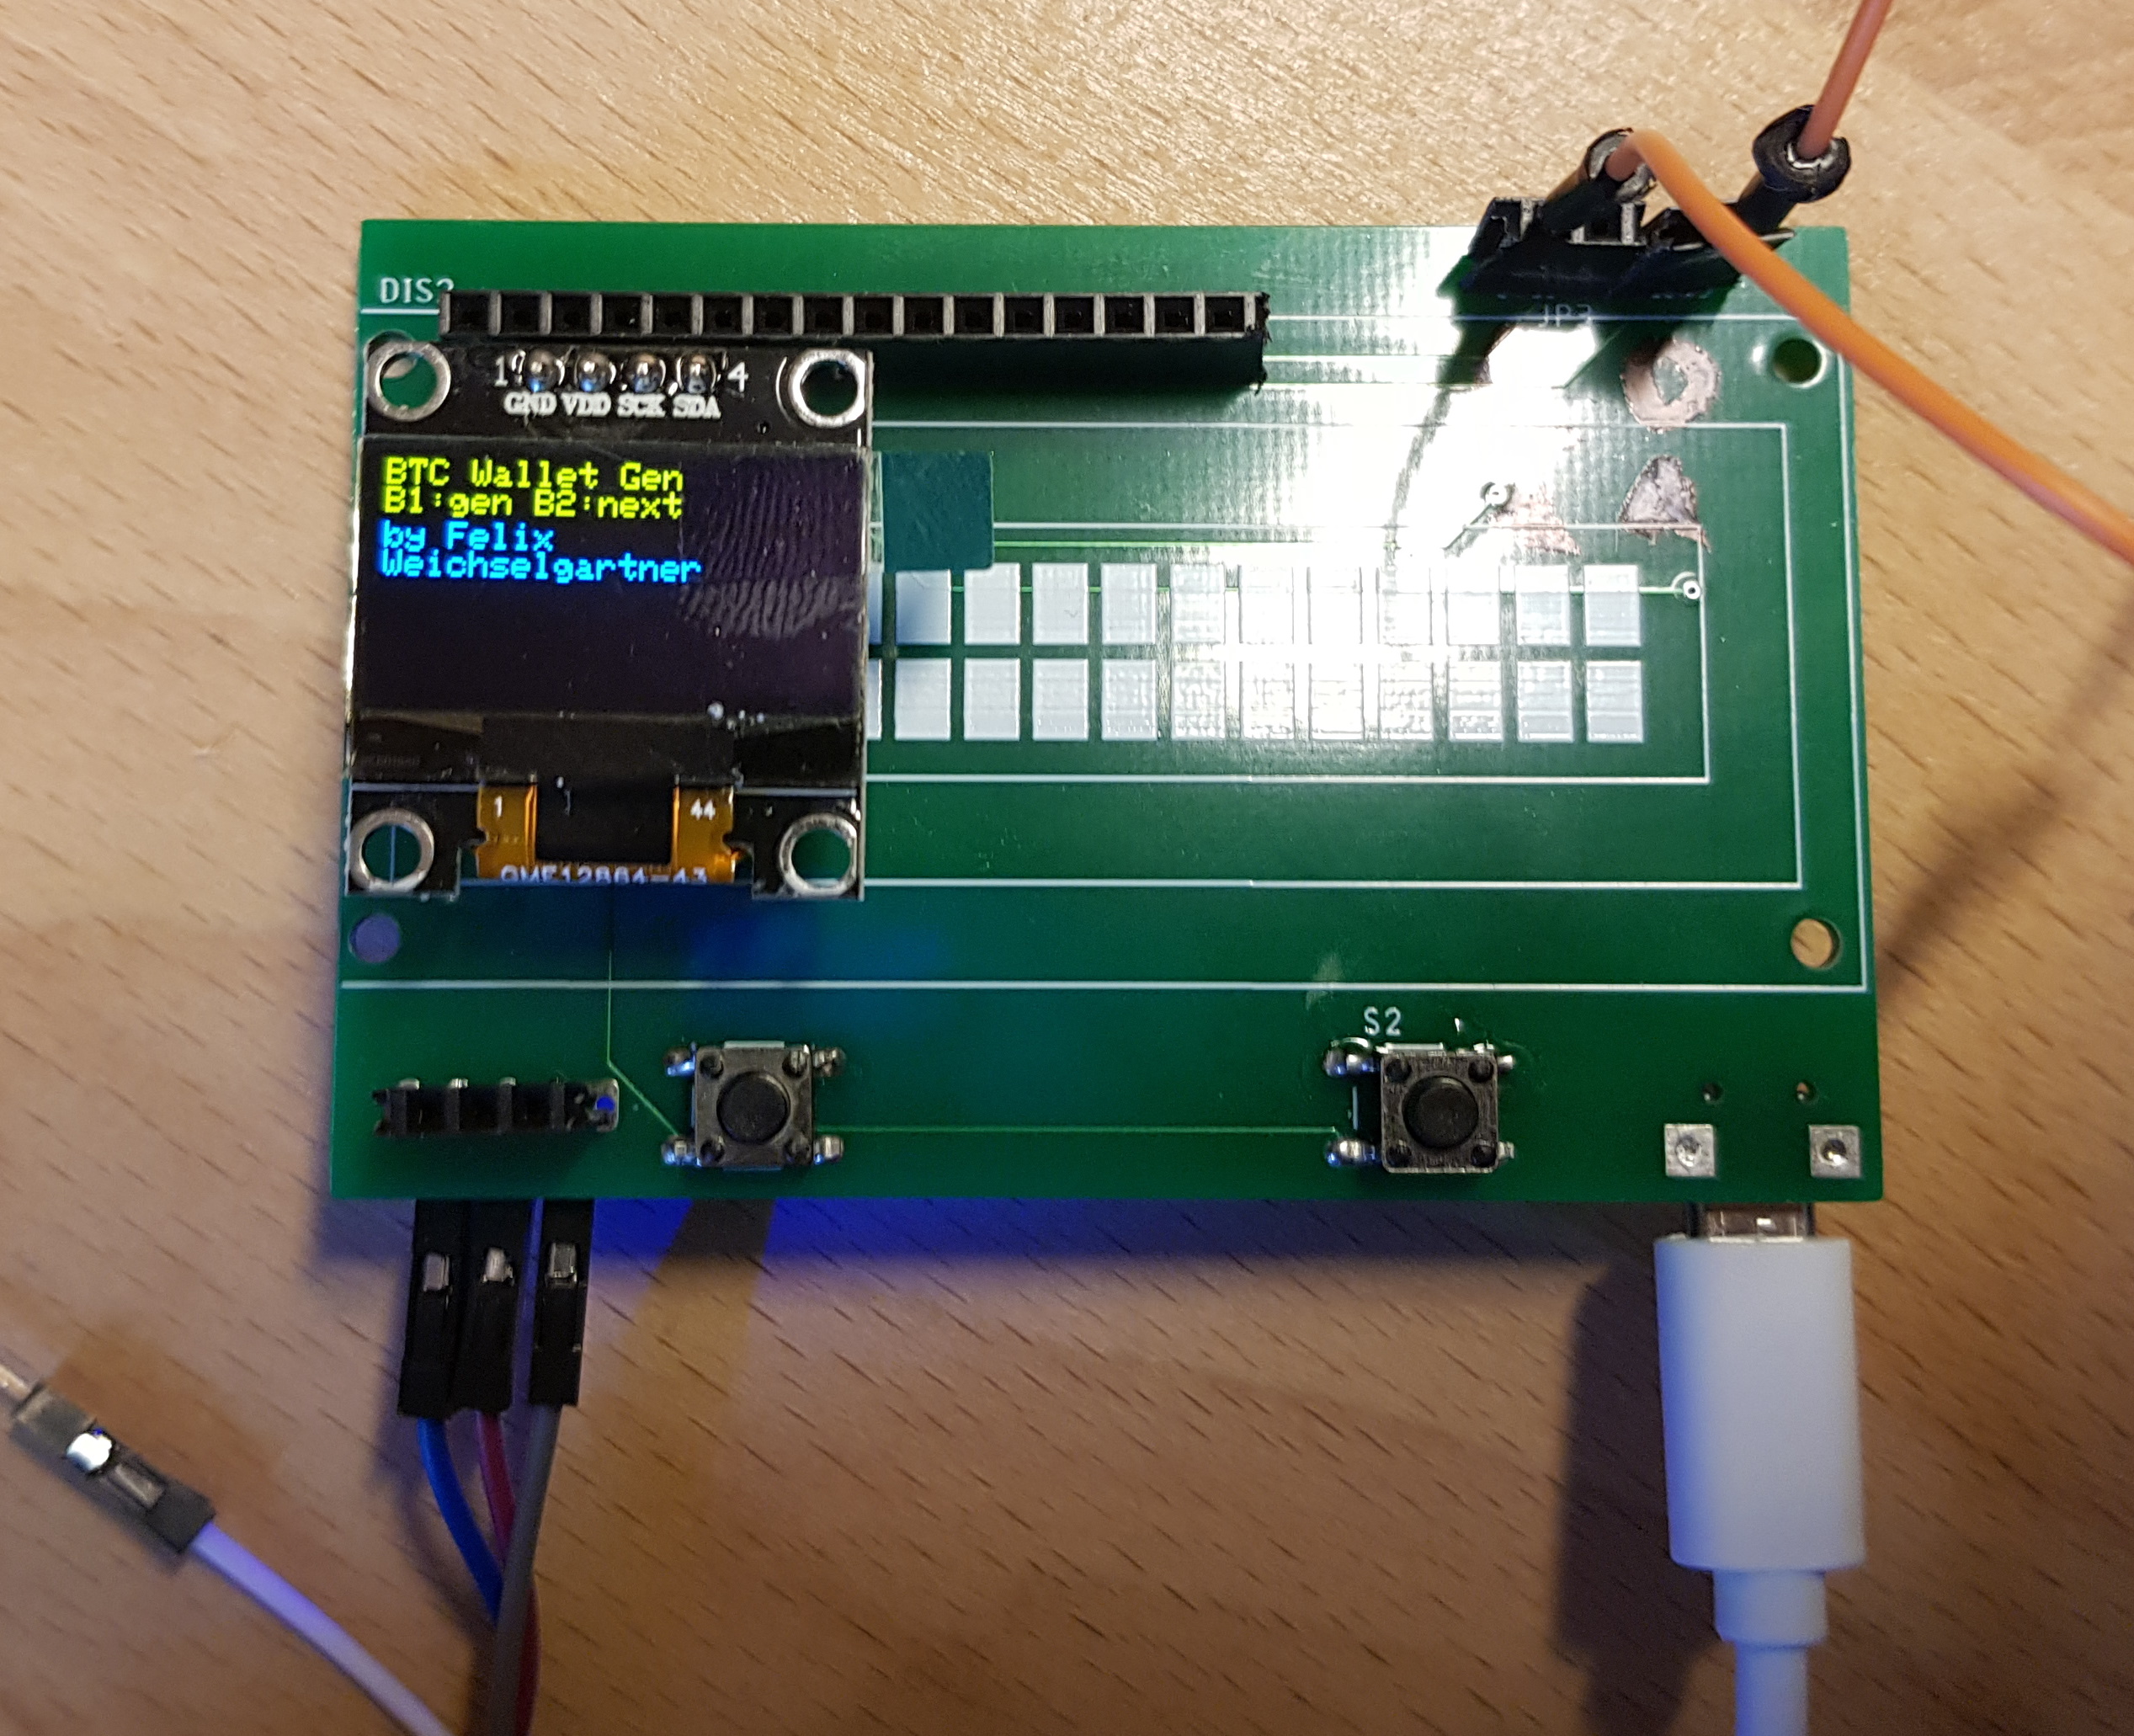 DIS2
1 4
GND VDD SCK SDA
BTC Wallet Gen
B1:gen B2:next
by Felix
Weichselgartner
1 44
JP3
S2